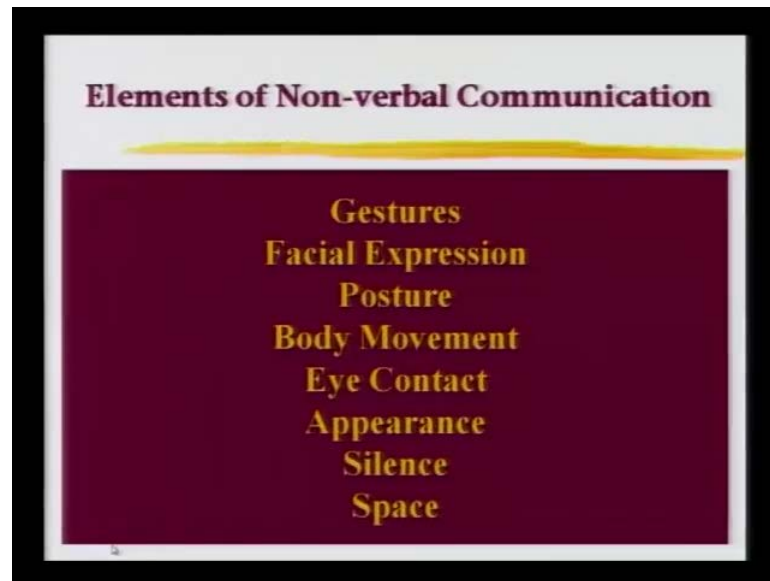 Elements of Non-verbal Communication
Gestures
Facial Expression
Posture
Body Movement
Eye Contact
Appearance
Silence
Space